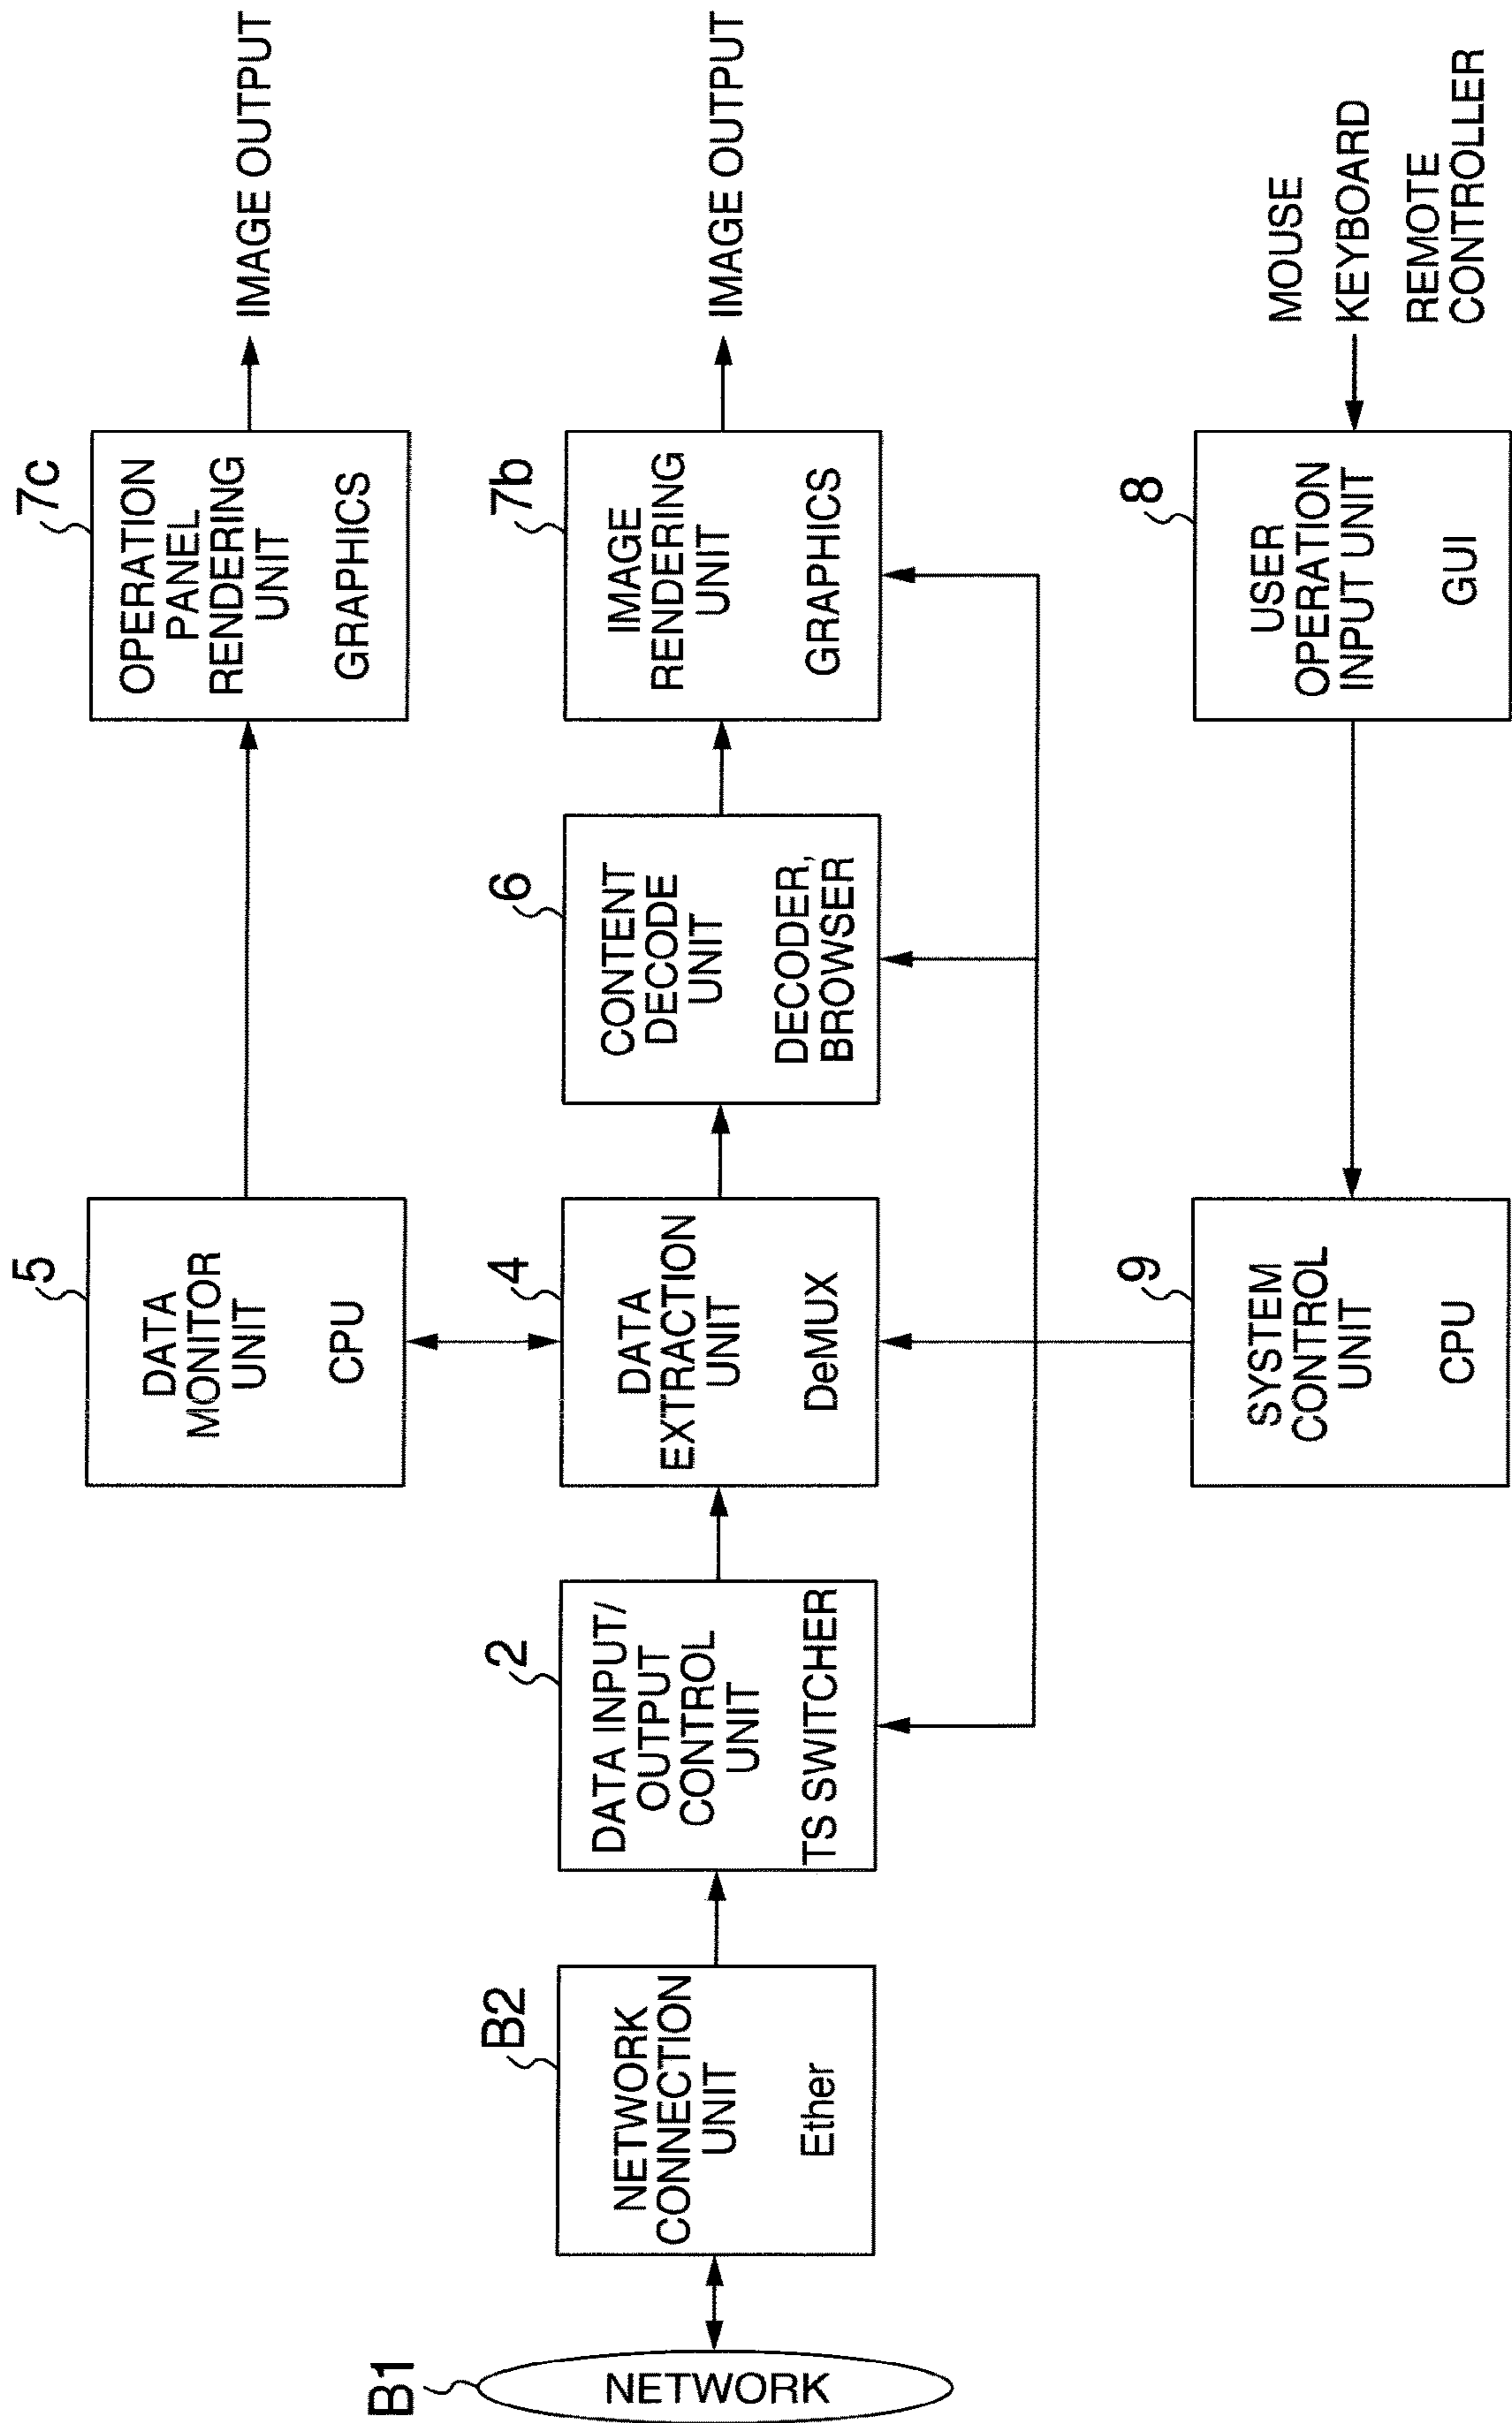 5
DATA
MONITOR
UNIT
CPU
7c
OPERATION
PANEL
RENDERING
UNIT
GRAPHICS
IMAGE OUTPUT
B1
NETWORK
B2
NETWORK
CONNECTION
UNIT
Ether
2
DATA INPUT/
OUTPUT
CONTROL
UNIT
TS SWITCHER
4
DATA
EXTRACTION
UNIT
DeMUX
6
CONTENT
DECODE
UNIT
DECODER,
BROWSER
7b
IMAGE
RENDERING
UNIT
GRAPHICS
IMAGE OUTPUT
9
SYSTEM
CONTROL
UNIT
CPU
8
USER
OPERATION
INPUT UNIT
GUI
MOUSE
KEYBOARD
REMOTE
CONTROLLER